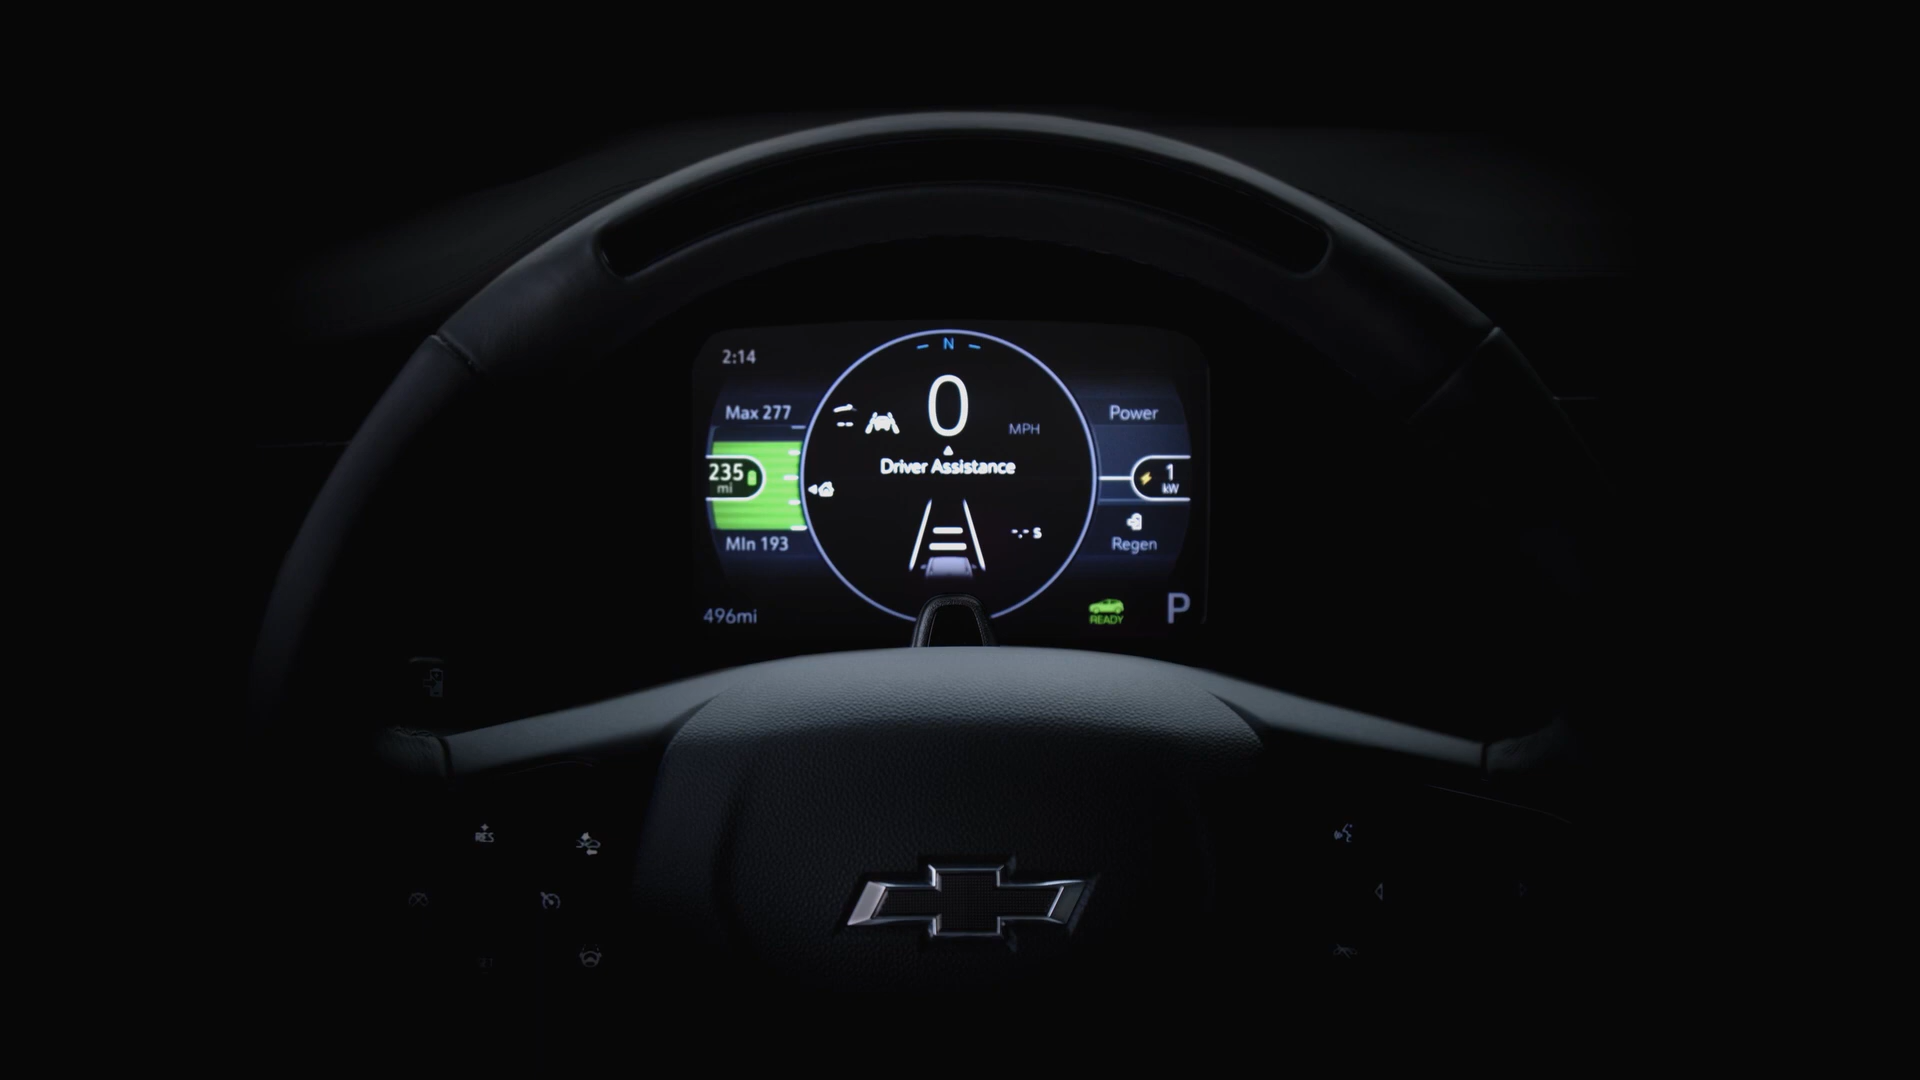 N
2:14
0
MPH
Max 277
Power
Driver Assistance
235
mi
1
kW
-.- s
MIn 193
Regen
496mi
READY
P
RES